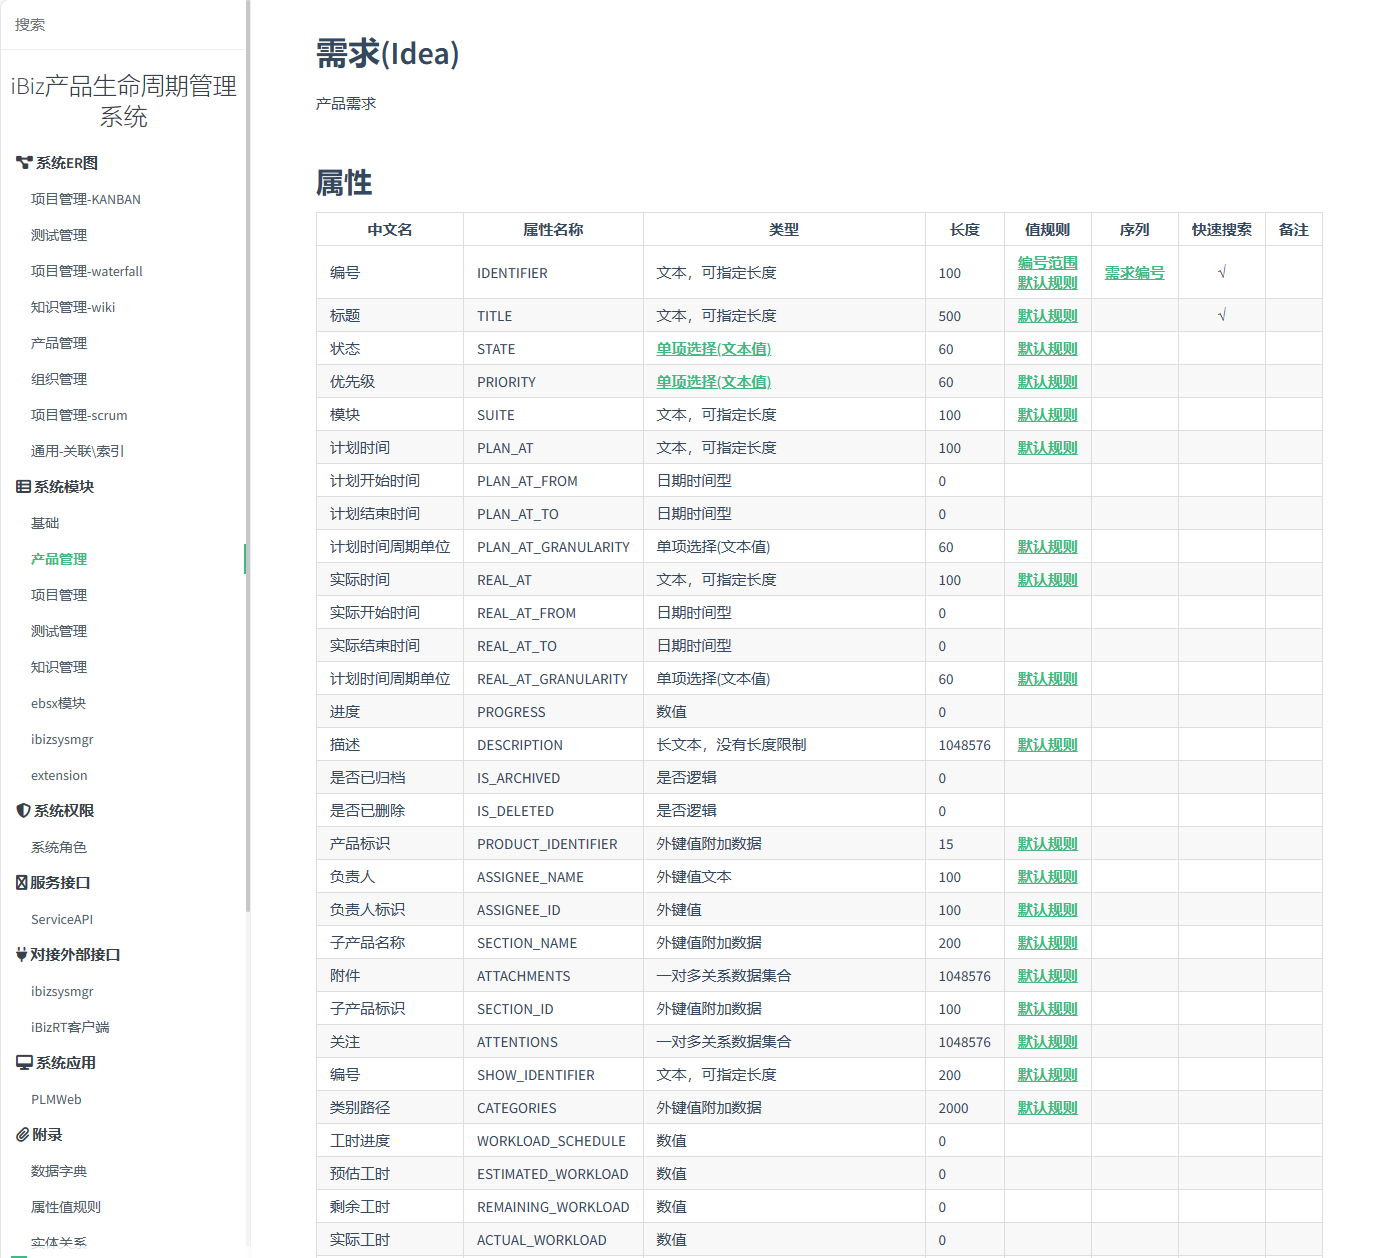 搜索
iBiz产品生命周期管理
系统
系统ER图
项目管理-KANBAN
测试管理
项目管理-waterfall
知识管理-wiki
产品管理
组织管理
项目管理-scrum
通用-关联\索引
系统模块
基础
产品管理
项目管理
测试管理
知识管理
ebsx模块
ibizsysmgr
extension
系统权限
系统角色
服务接口
ServiceAPI
对接外部接口
ibizsysmgr
iBizRT客户端
系统应用
PLMWeb
附录
数据字典
属性值规则
实体关系
需求(Idea)
产品需求
属性
中文名 属性名称 类型 长度 值规则 序列 快速搜索 备注
编号 IDENTIFIER 文本，可指定长度 100 编号范围 默认规则 需求编号 √
标题 TITLE 文本，可指定长度 500 默认规则 √
状态 STATE 单项选择(文本值) 60 默认规则
优先级 PRIORITY 单项选择(文本值) 60 默认规则
模块 SUITE 文本，可指定长度 100 默认规则
计划时间 PLAN_AT 文本，可指定长度 100 默认规则
计划开始时间 PLAN_AT_FROM 日期时间型 0
计划结束时间 PLAN_AT_TO 日期时间型 0
计划时间周期单位 PLAN_AT_GRANULARITY 单项选择(文本值) 60 默认规则
实际时间 REAL_AT 文本，可指定长度 100 默认规则
实际开始时间 REAL_AT_FROM 日期时间型 0
实际结束时间 REAL_AT_TO 日期时间型 0
计划时间周期单位 REAL_AT_GRANULARITY 单项选择(文本值) 60 默认规则
进度 PROGRESS 数值 0
描述 DESCRIPTION 长文本，没有长度限制 1048576 默认规则
是否已归档 IS_ARCHIVED 是否逻辑 0
是否已删除 IS_DELETED 是否逻辑 0
产品标识 PRODUCT_IDENTIFIER 外键值附加数据 15 默认规则
负责人 ASSIGNEE_NAME 外键值文本 100 默认规则
负责人标识 ASSIGNEE_ID 外键值 100 默认规则
子产品名称 SECTION_NAME 外键值附加数据 200 默认规则
附件 ATTACHMENTS 一对多关系数据集合 1048576 默认规则
子产品标识 SECTION_ID 外键值附加数据 100 默认规则
关注 ATTENTIONS 一对多关系数据集合 1048576 默认规则
编号 SHOW_IDENTIFIER 文本，可指定长度 200 默认规则
类别路径 CATEGORIES 外键值附加数据 2000 默认规则
工时进度 WORKLOAD_SCHEDULE 数值 0
预估工时 ESTIMATED_WORKLOAD 数值 0
剩余工时 REMAINING_WORKLOAD 数值 0
实际工时 ACTUAL_WORKLOAD 数值 0